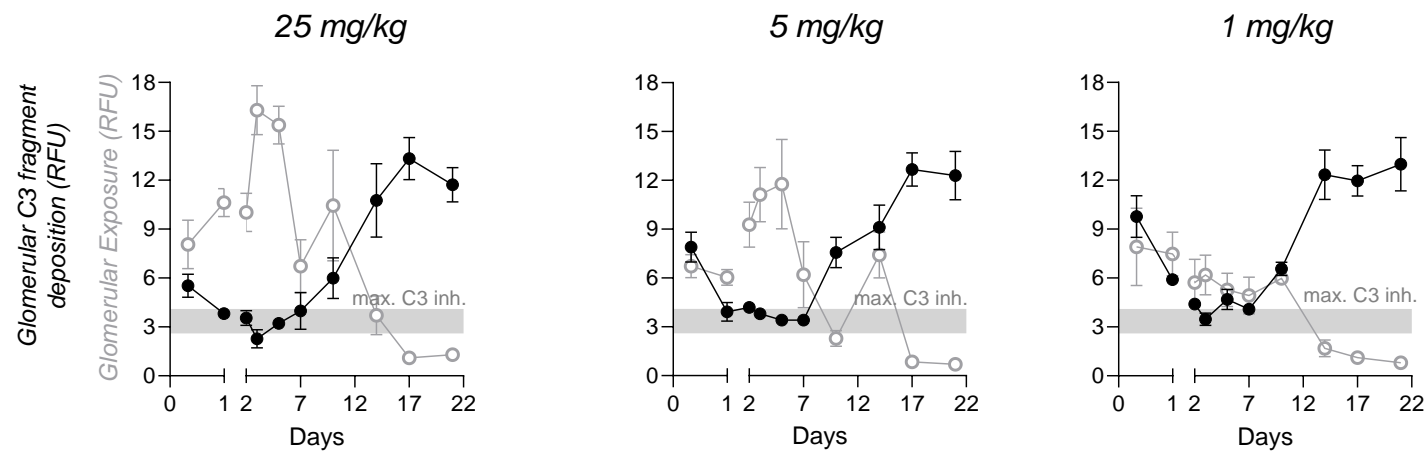 25 mg/kg
5 mg/kg
1 mg/kg
Glomerular C3 fragment
deposition (RFU)
Glomerular Exposure (RFU)
18
15
12
9
6
3
0
max. C3 inh.
0 1 2 7 12 17 22
Days
18
15
12
9
6
3
0
max. C3 inh.
0 1 2 7 12 17 22
Days
18
15
12
9
6
3
0
max. C3 inh.
0 1 2 7 12 17 22
Days